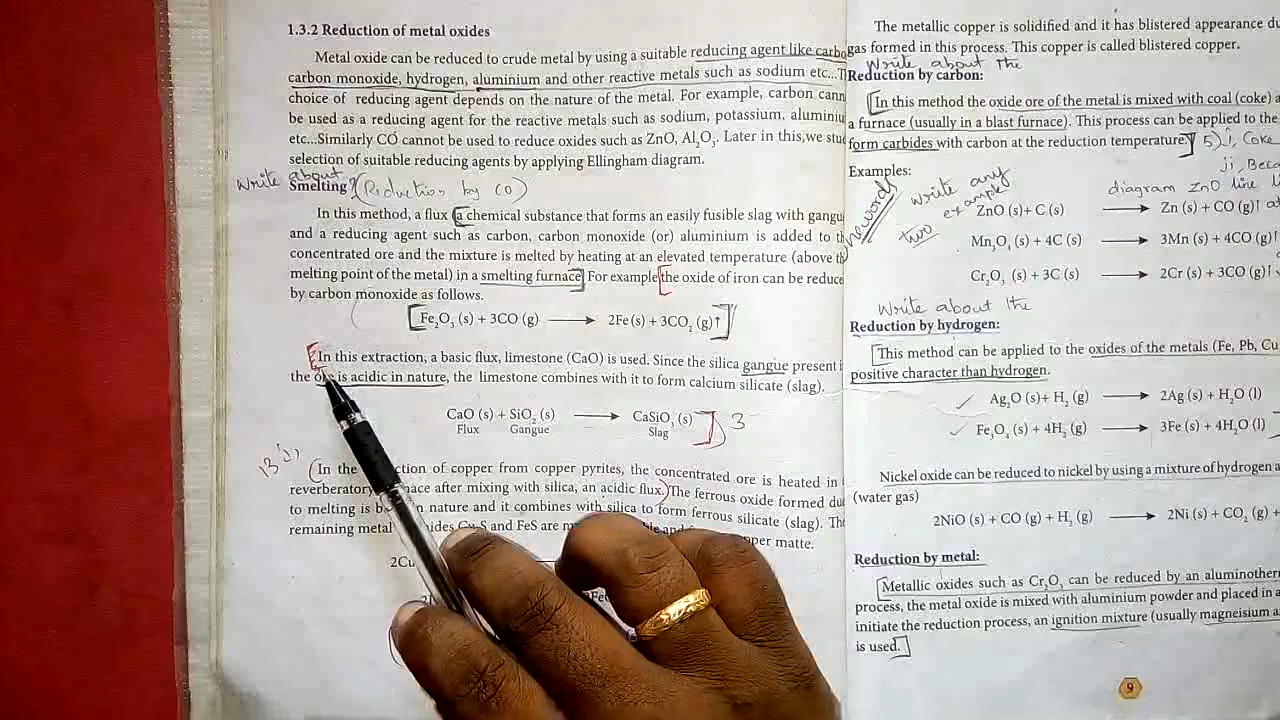 1.3.2 Reduction of metal oxides
Metal oxide can be reduced to crude metal by using a suitable reducing agent like carbo
carbon monoxide, hydrogen, aluminium and other reactive metals such as sodium etc...T
choice of reducing agent depends on the nature of the metal. For example, carbon cann
be used as a reducing agent for the reactive metals such as sodium, potassium, aluminiu
etc...Similarly CO cannot be used to reduce oxides such as ZnO, Al₂O₃. Later in this, we stud
selection of suitable reducing agents by applying Ellingham diagram.
Write about
Smelting? (Reduction by CO)
In this method, a flux (a chemical substance that forms an easily fusible slag with gangu
and a reducing agent such as carbon, carbon monoxide (or) aluminium is added to th
concentrated ore and the mixture is melted by heating at an elevated temperature (above th
melting point of the metal) in a smelting furnace. For example the oxide of iron can be reduce
by carbon monoxide as follows.
Fe₂O₃ (s) + 3CO (g) → 2Fe (s) + 3CO₂ (g)↑
In this extraction, a basic flux, limestone (CaO) is used. Since the silica gangue present i
the is acidic in nature, the limestone combines with it to form calcium silicate (slag).
CaO (s) + SiO₂ (s) → CaSiO₃ (s) 3
Flux Gangue Slag
13
In the of copper from copper pyrites, the concentrated ore is heated in
reverberatory after mixing with silica, an acidic flux. The ferrous oxide formed du
to melting is in nature and it combines with silica to form ferrous silicate (slag). The
remaining metal and FeS are
matte.
2Cu
The metallic copper is solidified and it has blistered appearance du
gas formed in this process. This copper is called blistered copper.
Write about the
Reduction by carbon:
In this method the oxide ore of the metal is mixed with coal (coke) a
a furnace (usually in a blast furnace). This process can be applied to the
form carbides with carbon at the reduction temperature. 5) i, Coke
ii, Beca
Examples:
write any
two
example
diagram ZnO line
ZnO (s) + C (s) → Zn (s) + CO (g)↑
Mn₃O₄ (s) + 4C (s) → 3Mn (s) + 4CO (g)↑
Cr₂O₃ (s) + 3C (s) → 2Cr (s) + 3CO (g)↑
Write about the
Reduction by hydrogen:
This method can be applied to the oxides of the metals (Fe, Pb, Cu
positive character than hydrogen.
Ag₂O (s) + H₂ (g) → 2Ag (s) + H₂O (l)
Fe₃O₄ (s) + 4H₂ (g) → 3Fe (s) + 4H₂O (l)
Nickel oxide can be reduced to nickel by using a mixture of hydrogen a
(water gas)
2NiO (s) + CO (g) + H₂ (g) → 2Ni (s) + CO₂ (g) +
Reduction by metal:
Metallic oxides such as Cr₂O₃ can be reduced by an aluminother
process, the metal oxide is mixed with aluminium powder and placed in a
initiate the reduction process, an ignition mixture (usually magneisium a
is used.
9